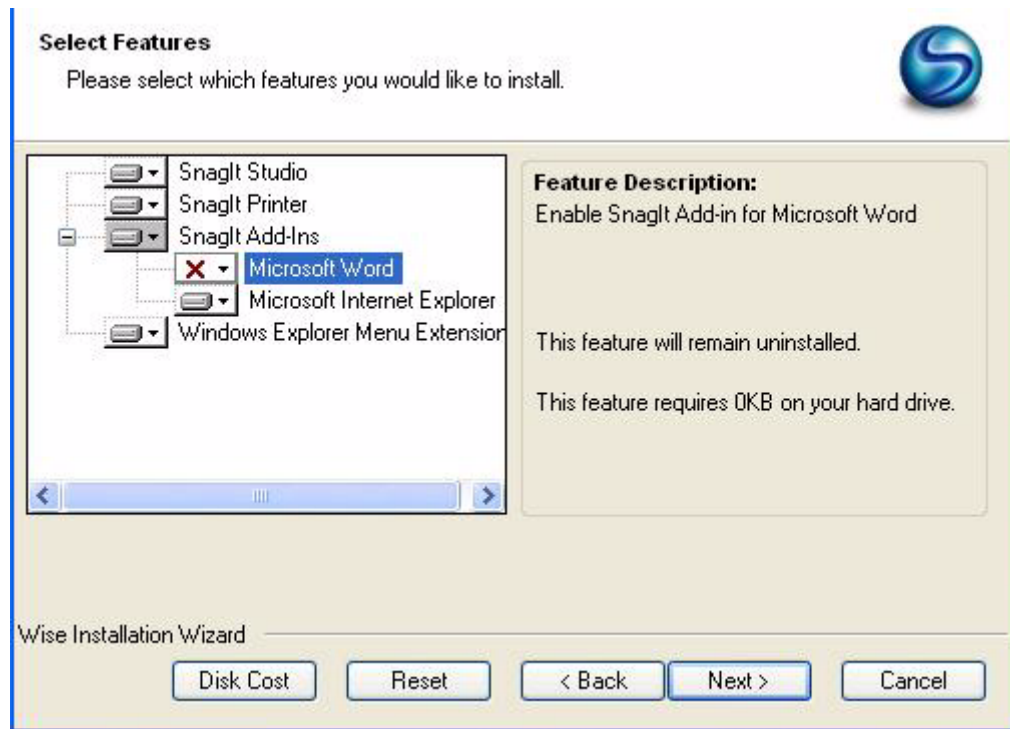 Select Features
Please select which features you would like to install.
SnagIt Studio
SnagIt Printer
SnagIt Add-Ins
Microsoft Word
Microsoft Internet Explorer
Windows Explorer Menu Extension
Feature Description:
Enable SnagIt Add-in for Microsoft Word
This feature will remain uninstalled.
This feature requires 0KB on your hard drive.
Wise Installation Wizard
Disk Cost
Reset
< Back
Next >
Cancel